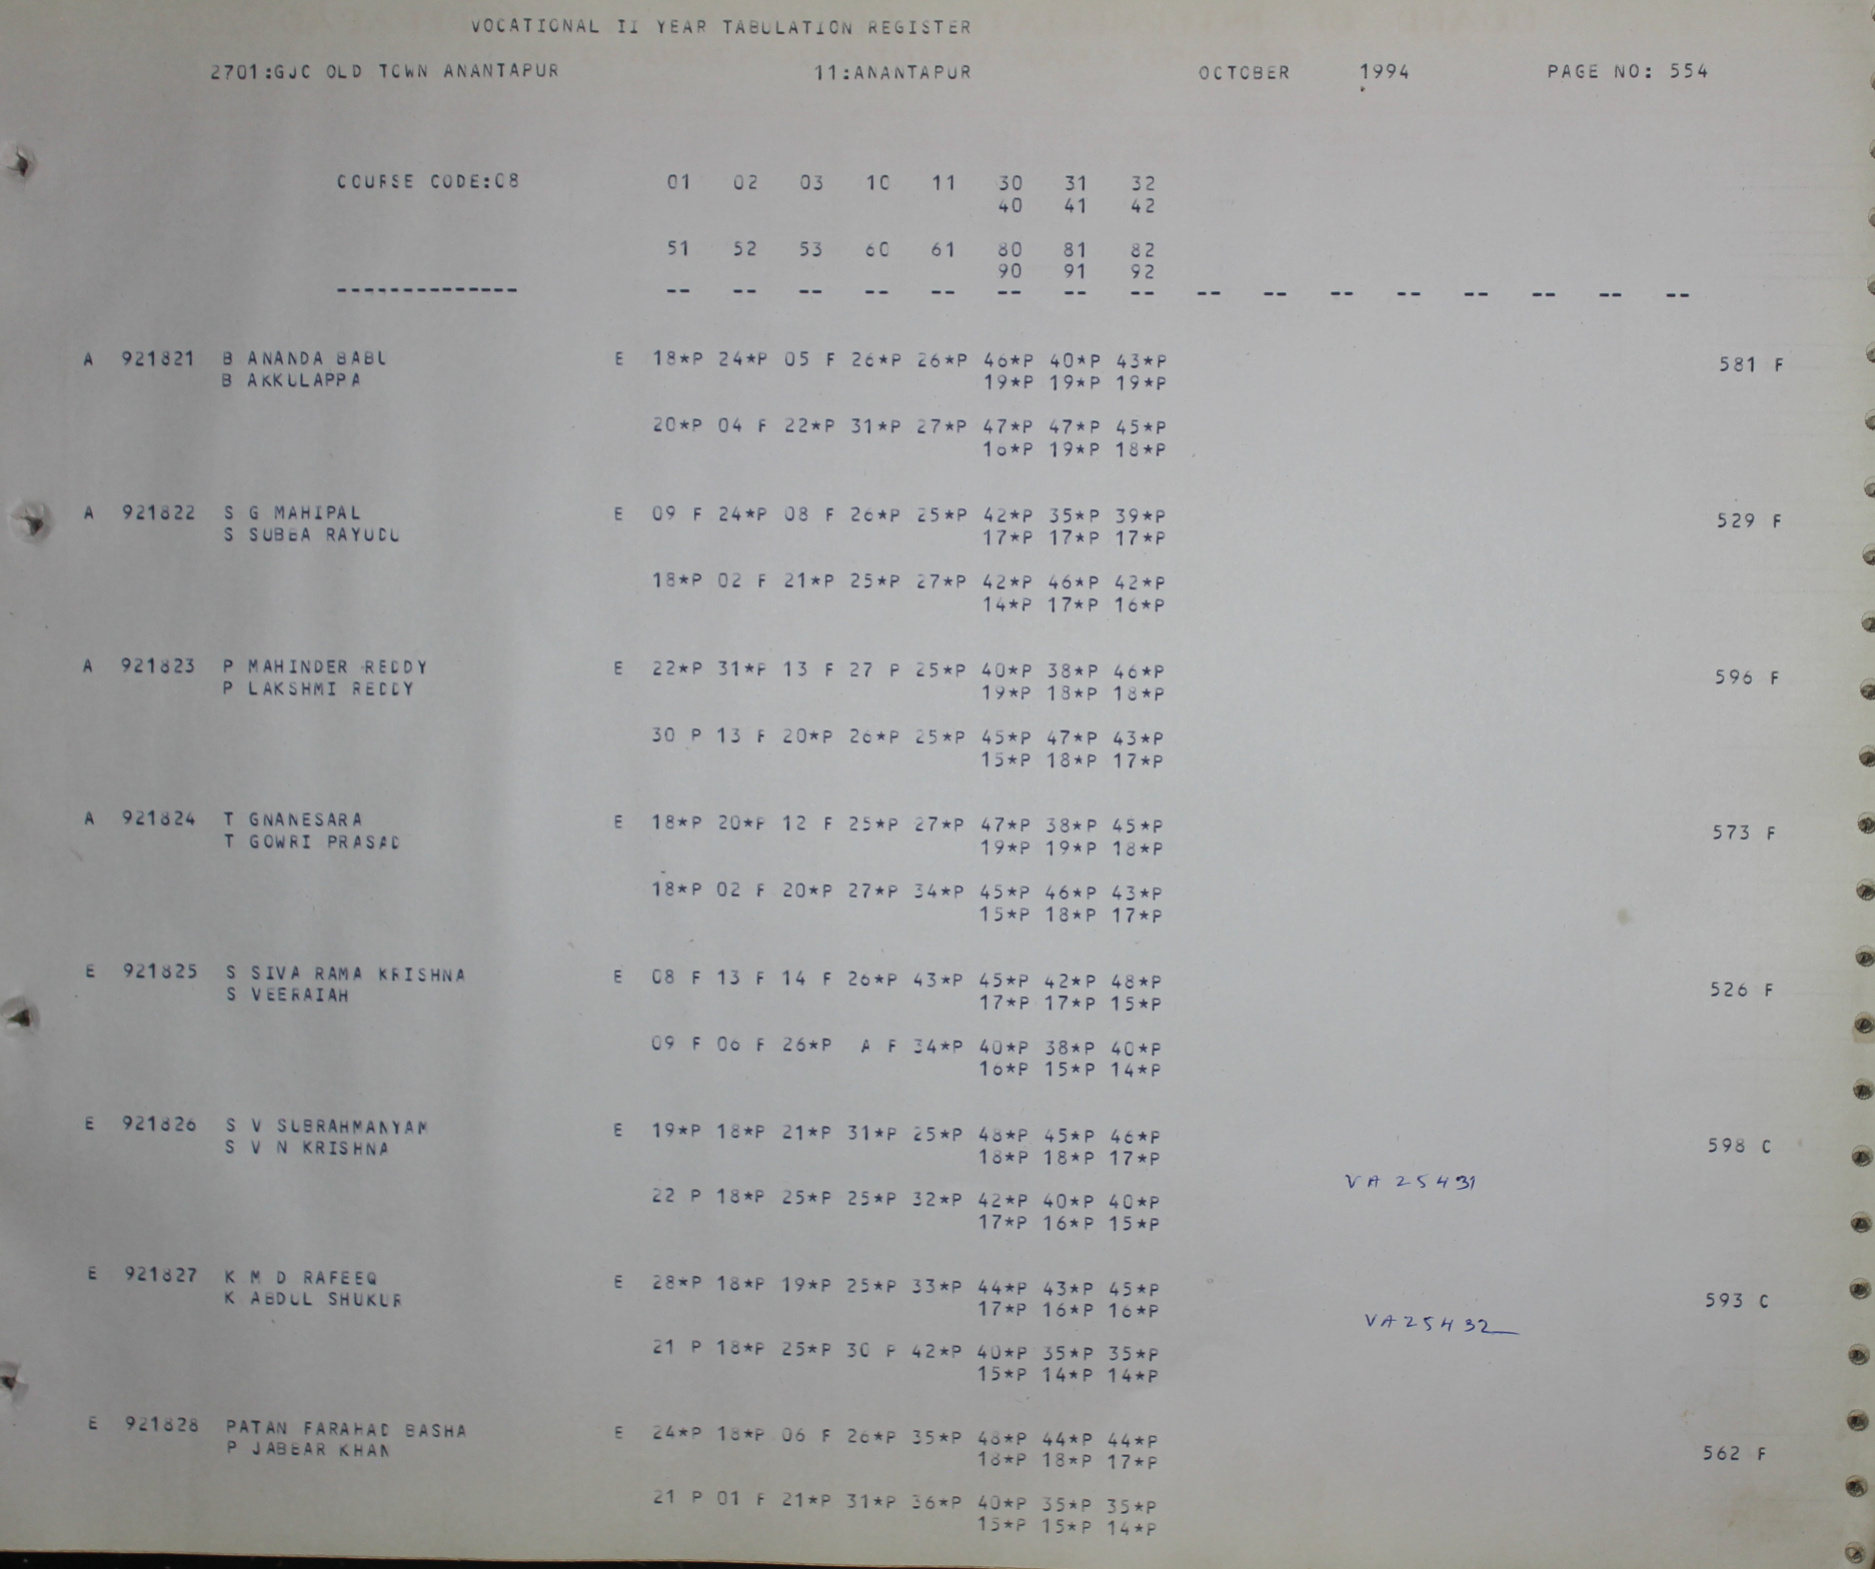 VOCATIONAL II YEAR TABULATION REGISTER
2701:GJC OLD TOWN ANANTAPUR 11:ANANTAPUR OCTOBER 1994 PAGE NO: 554
COURSE CODE:08 01 02 03 10 11 30 31 32
40 41 42
51 52 53 60 61 80 81 82
90 91 92
-------------- -- -- -- -- -- -- -- -- -- -- -- -- -- -- -- --
A 921821 B ANANDA BABU E 18*P 24*P 05 F 26*P 26*P 46*P 40*P 43*P 581 F
B AKKULAPPA 19*P 19*P 19*P
20*P 04 F 22*P 31*P 27*P 47*P 47*P 45*P
16*P 19*P 18*P
A 921822 S G MAHIPAL E 09 F 24*P 08 F 26*P 25*P 42*P 35*P 39*P 529 F
S SUBBA RAYUDU 17*P 17*P 17*P
18*P 02 F 21*P 25*P 27*P 42*P 46*P 42*P
14*P 17*P 16*P
A 921823 P MAHINDER REDDY E 22*P 31*P 13 F 27 P 25*P 40*P 38*P 46*P 596 F
P LAKSHMI REDDY 19*P 18*P 18*P
30 P 13 F 20*P 26*P 25*P 45*P 47*P 43*P
15*P 18*P 17*P
A 921824 T GNANESARA E 18*P 20*P 12 F 25*P 27*P 47*P 38*P 45*P 573 F
T GOWRI PRASAD 19*P 19*P 18*P
18*P 02 F 20*P 27*P 34*P 45*P 46*P 43*P
15*P 18*P 17*P
E 921825 S SIVA RAMA KRISHNA E 08 F 13 F 14 F 26*P 43*P 45*P 42*P 48*P 526 F
S VEERAIAH 17*P 17*P 15*P
09 F 06 F 26*P A F 34*P 40*P 38*P 40*P
16*P 15*P 14*P
E 921826 S V SUBRAHMANYAM E 19*P 18*P 21*P 31*P 25*P 48*P 45*P 46*P 598 C
S V N KRISHNA 18*P 18*P 17*P
VA 25431
22 P 18*P 25*P 25*P 32*P 42*P 40*P 40*P
17*P 16*P 15*P
E 921827 K M D RAFEEQ E 28*P 18*P 19*P 25*P 33*P 44*P 43*P 45*P 593 C
K ABDUL SHUKUR 17*P 16*P 16*P
VA25432
21 P 18*P 25*P 30 P 42*P 40*P 35*P 35*P
15*P 14*P 14*P
E 921828 PATAN FARAHAD BASHA E 24*P 18*P 06 F 26*P 35*P 48*P 44*P 44*P 562 F
P JABBAR KHAN 18*P 18*P 17*P
21 P 01 F 21*P 31*P 36*P 40*P 35*P 35*P
15*P 15*P 14*P